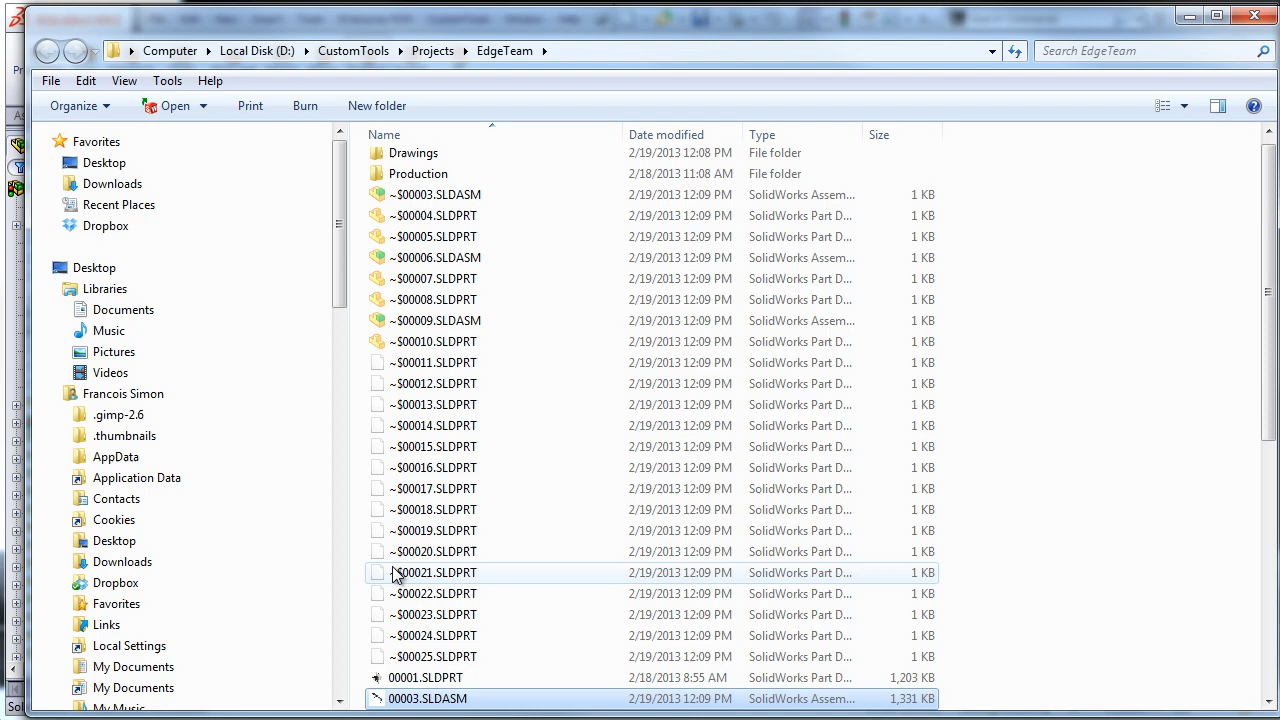 Computer Local Disk (D:) CustomTools Projects EdgeTeam Search EdgeTeam
File Edit View Tools Help
Organize Open Print Burn New folder
Name Date modified Type Size
Favorites
Desktop
Downloads
Recent Places
Dropbox
Desktop
Libraries
Documents
Music
Pictures
Videos
Francois Simon
.gimp-2.6
.thumbnails
AppData
Application Data
Contacts
Cookies
Desktop
Downloads
Dropbox
Favorites
Links
Local Settings
My Documents
My Documents
My Music
Drawings 2/19/2013 12:08 PM File folder
Production 2/18/2013 11:08 AM File folder
~$00003.SLDASM 2/19/2013 12:09 PM SolidWorks Assem... 1 KB
~$00004.SLDPRT 2/19/2013 12:09 PM SolidWorks Part D... 1 KB
~$00005.SLDPRT 2/19/2013 12:09 PM SolidWorks Part D... 1 KB
~$00006.SLDASM 2/19/2013 12:09 PM SolidWorks Assem... 1 KB
~$00007.SLDPRT 2/19/2013 12:09 PM SolidWorks Part D... 1 KB
~$00008.SLDPRT 2/19/2013 12:09 PM SolidWorks Part D... 1 KB
~$00009.SLDASM 2/19/2013 12:09 PM SolidWorks Assem... 1 KB
~$00010.SLDPRT 2/19/2013 12:09 PM SolidWorks Part D... 1 KB
~$00011.SLDPRT 2/19/2013 12:09 PM SolidWorks Part D... 1 KB
~$00012.SLDPRT 2/19/2013 12:09 PM SolidWorks Part D... 1 KB
~$00013.SLDPRT 2/19/2013 12:09 PM SolidWorks Part D... 1 KB
~$00014.SLDPRT 2/19/2013 12:09 PM SolidWorks Part D... 1 KB
~$00015.SLDPRT 2/19/2013 12:09 PM SolidWorks Part D... 1 KB
~$00016.SLDPRT 2/19/2013 12:09 PM SolidWorks Part D... 1 KB
~$00017.SLDPRT 2/19/2013 12:09 PM SolidWorks Part D... 1 KB
~$00018.SLDPRT 2/19/2013 12:09 PM SolidWorks Part D... 1 KB
~$00019.SLDPRT 2/19/2013 12:09 PM SolidWorks Part D... 1 KB
~$00020.SLDPRT 2/19/2013 12:09 PM SolidWorks Part D... 1 KB
~$00021.SLDPRT 2/19/2013 12:09 PM SolidWorks Part D... 1 KB
~$00022.SLDPRT 2/19/2013 12:09 PM SolidWorks Part D... 1 KB
~$00023.SLDPRT 2/19/2013 12:09 PM SolidWorks Part D... 1 KB
~$00024.SLDPRT 2/19/2013 12:09 PM SolidWorks Part D... 1 KB
~$00025.SLDPRT 2/19/2013 12:09 PM SolidWorks Part D... 1 KB
00001.SLDPRT 2/18/2013 8:55 AM SolidWorks Part D... 1,203 KB
00003.SLDASM 2/19/2013 12:09 PM SolidWorks Assem... 1,331 KB